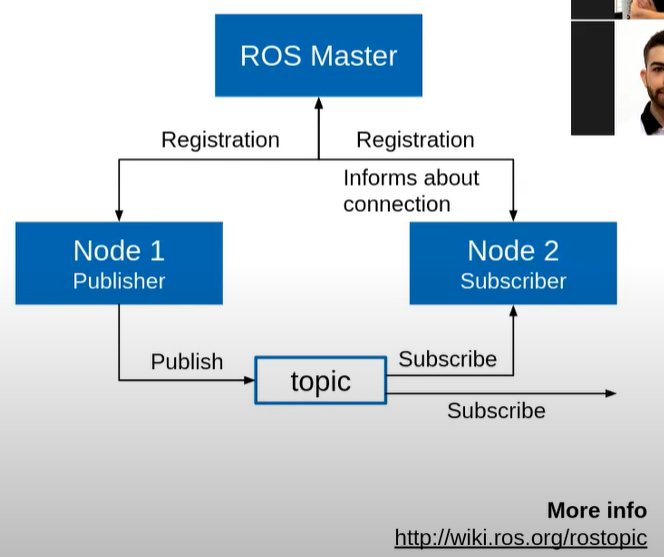 ROS Master
Registration
Registration
Informs about
connection
Node 1
Publisher
Node 2
Subscriber
Publish
topic
Subscribe
Subscribe
More info
http://wiki.ros.org/rostopic